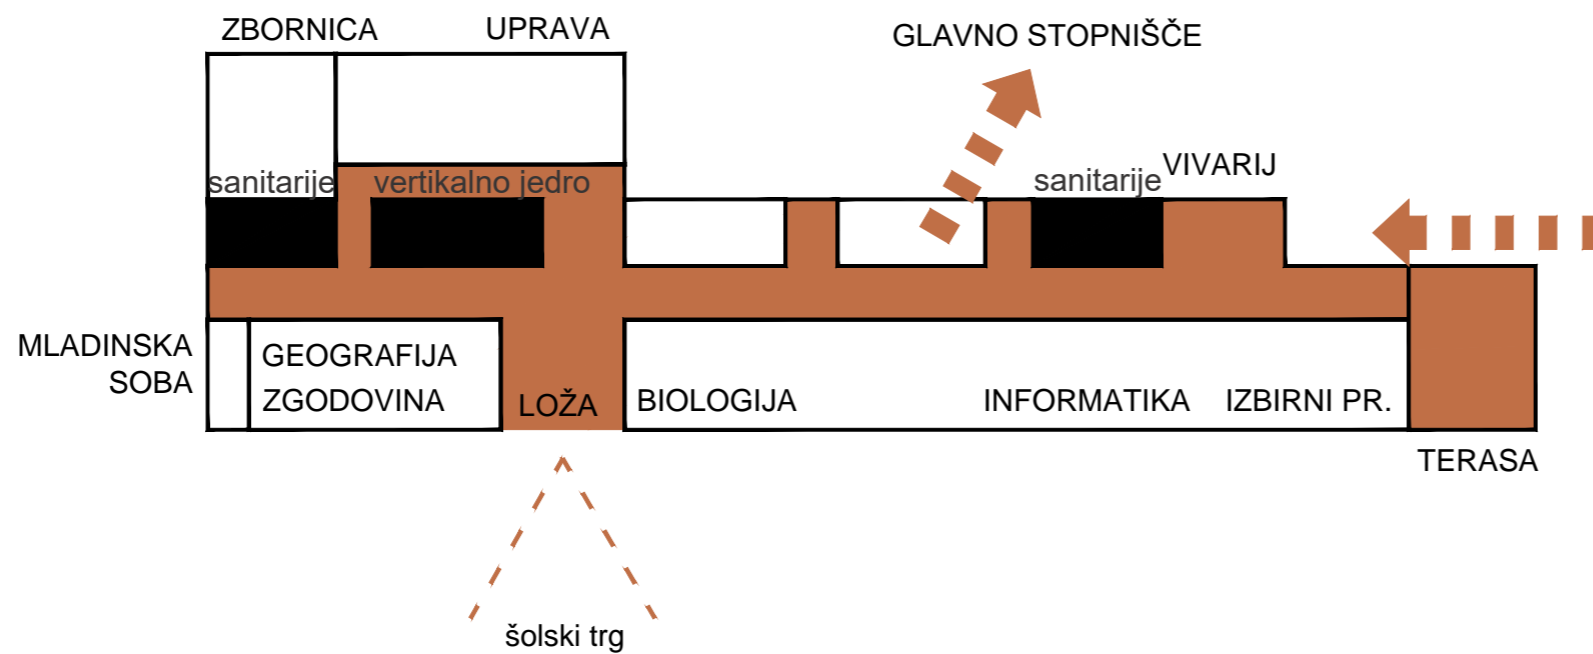 ZBORNICA
UPRAVA
GLAVNO STOPNIŠČE
sanitarije
vertikalno jedro
sanitarije
VIVARIJ
MLADINSKA
SOBA
GEOGRAFIJA
ZGODOVINA
LOŽA
BIOLOGIJA
INFORMATIKA
IZBIRNI PR.
TERASA
šolski trg